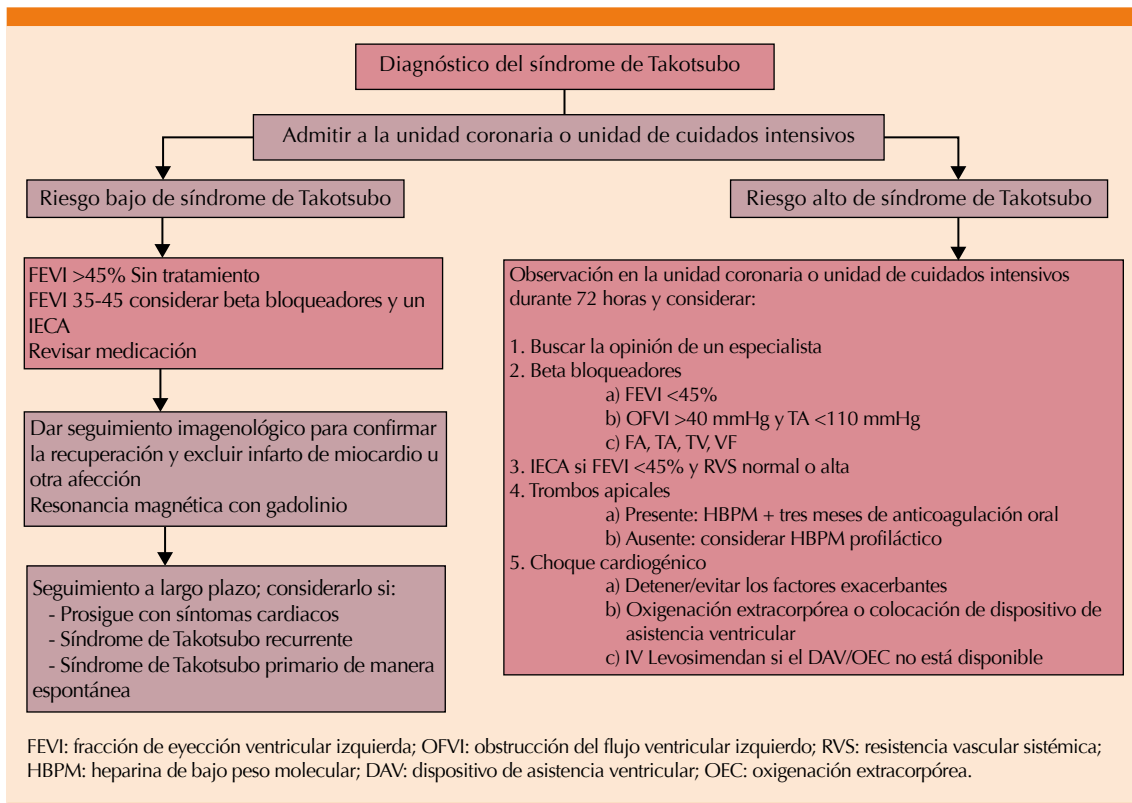 Diagnóstico del síndrome de Takotsubo
Admitir a la unidad coronaria o unidad de cuidados intensivos
Riesgo bajo de síndrome de Takotsubo
Riesgo alto de síndrome de Takotsubo
FEVI >45% Sin tratamiento
FEVI 35-45 considerar beta bloqueadores y un
IECA
Revisar medicación
Dar seguimiento imagenológico para confirmar
la recuperación y excluir infarto de miocardio u
otra afección
Resonancia magnética con gadolinio
Seguimiento a largo plazo; considerarlo si:
- Prosigue con síntomas cardiacos
- Síndrome de Takotsubo recurrente
- Síndrome de Takotsubo primario de manera
espontánea
Observación en la unidad coronaria o unidad de cuidados intensivos
durante 72 horas y considerar:
1. Buscar la opinión de un especialista
2. Beta bloqueadores
a) FEVI <45%
b) OFVI >40 mmHg y TA <110 mmHg
c) FA, TA, TV, VF
3. IECA si FEVI <45% y RVS normal o alta
4. Trombos apicales
a) Presente: HBPM + tres meses de anticoagulación oral
b) Ausente: considerar HBPM profiláctico
5. Choque cardiogénico
a) Detener/evitar los factores exacerbantes
b) Oxigenación extracorpórea o colocación de dispositivo de
asistencia ventricular
c) IV Levosimendan si el DAV/OEC no está disponible
FEVI: fracción de eyección ventricular izquierda; OFVI: obstrucción del flujo ventricular izquierdo; RVS: resistencia vascular sistémica;
HBPM: heparina de bajo peso molecular; DAV: dispositivo de asistencia ventricular; OEC: oxigenación extracorpórea.